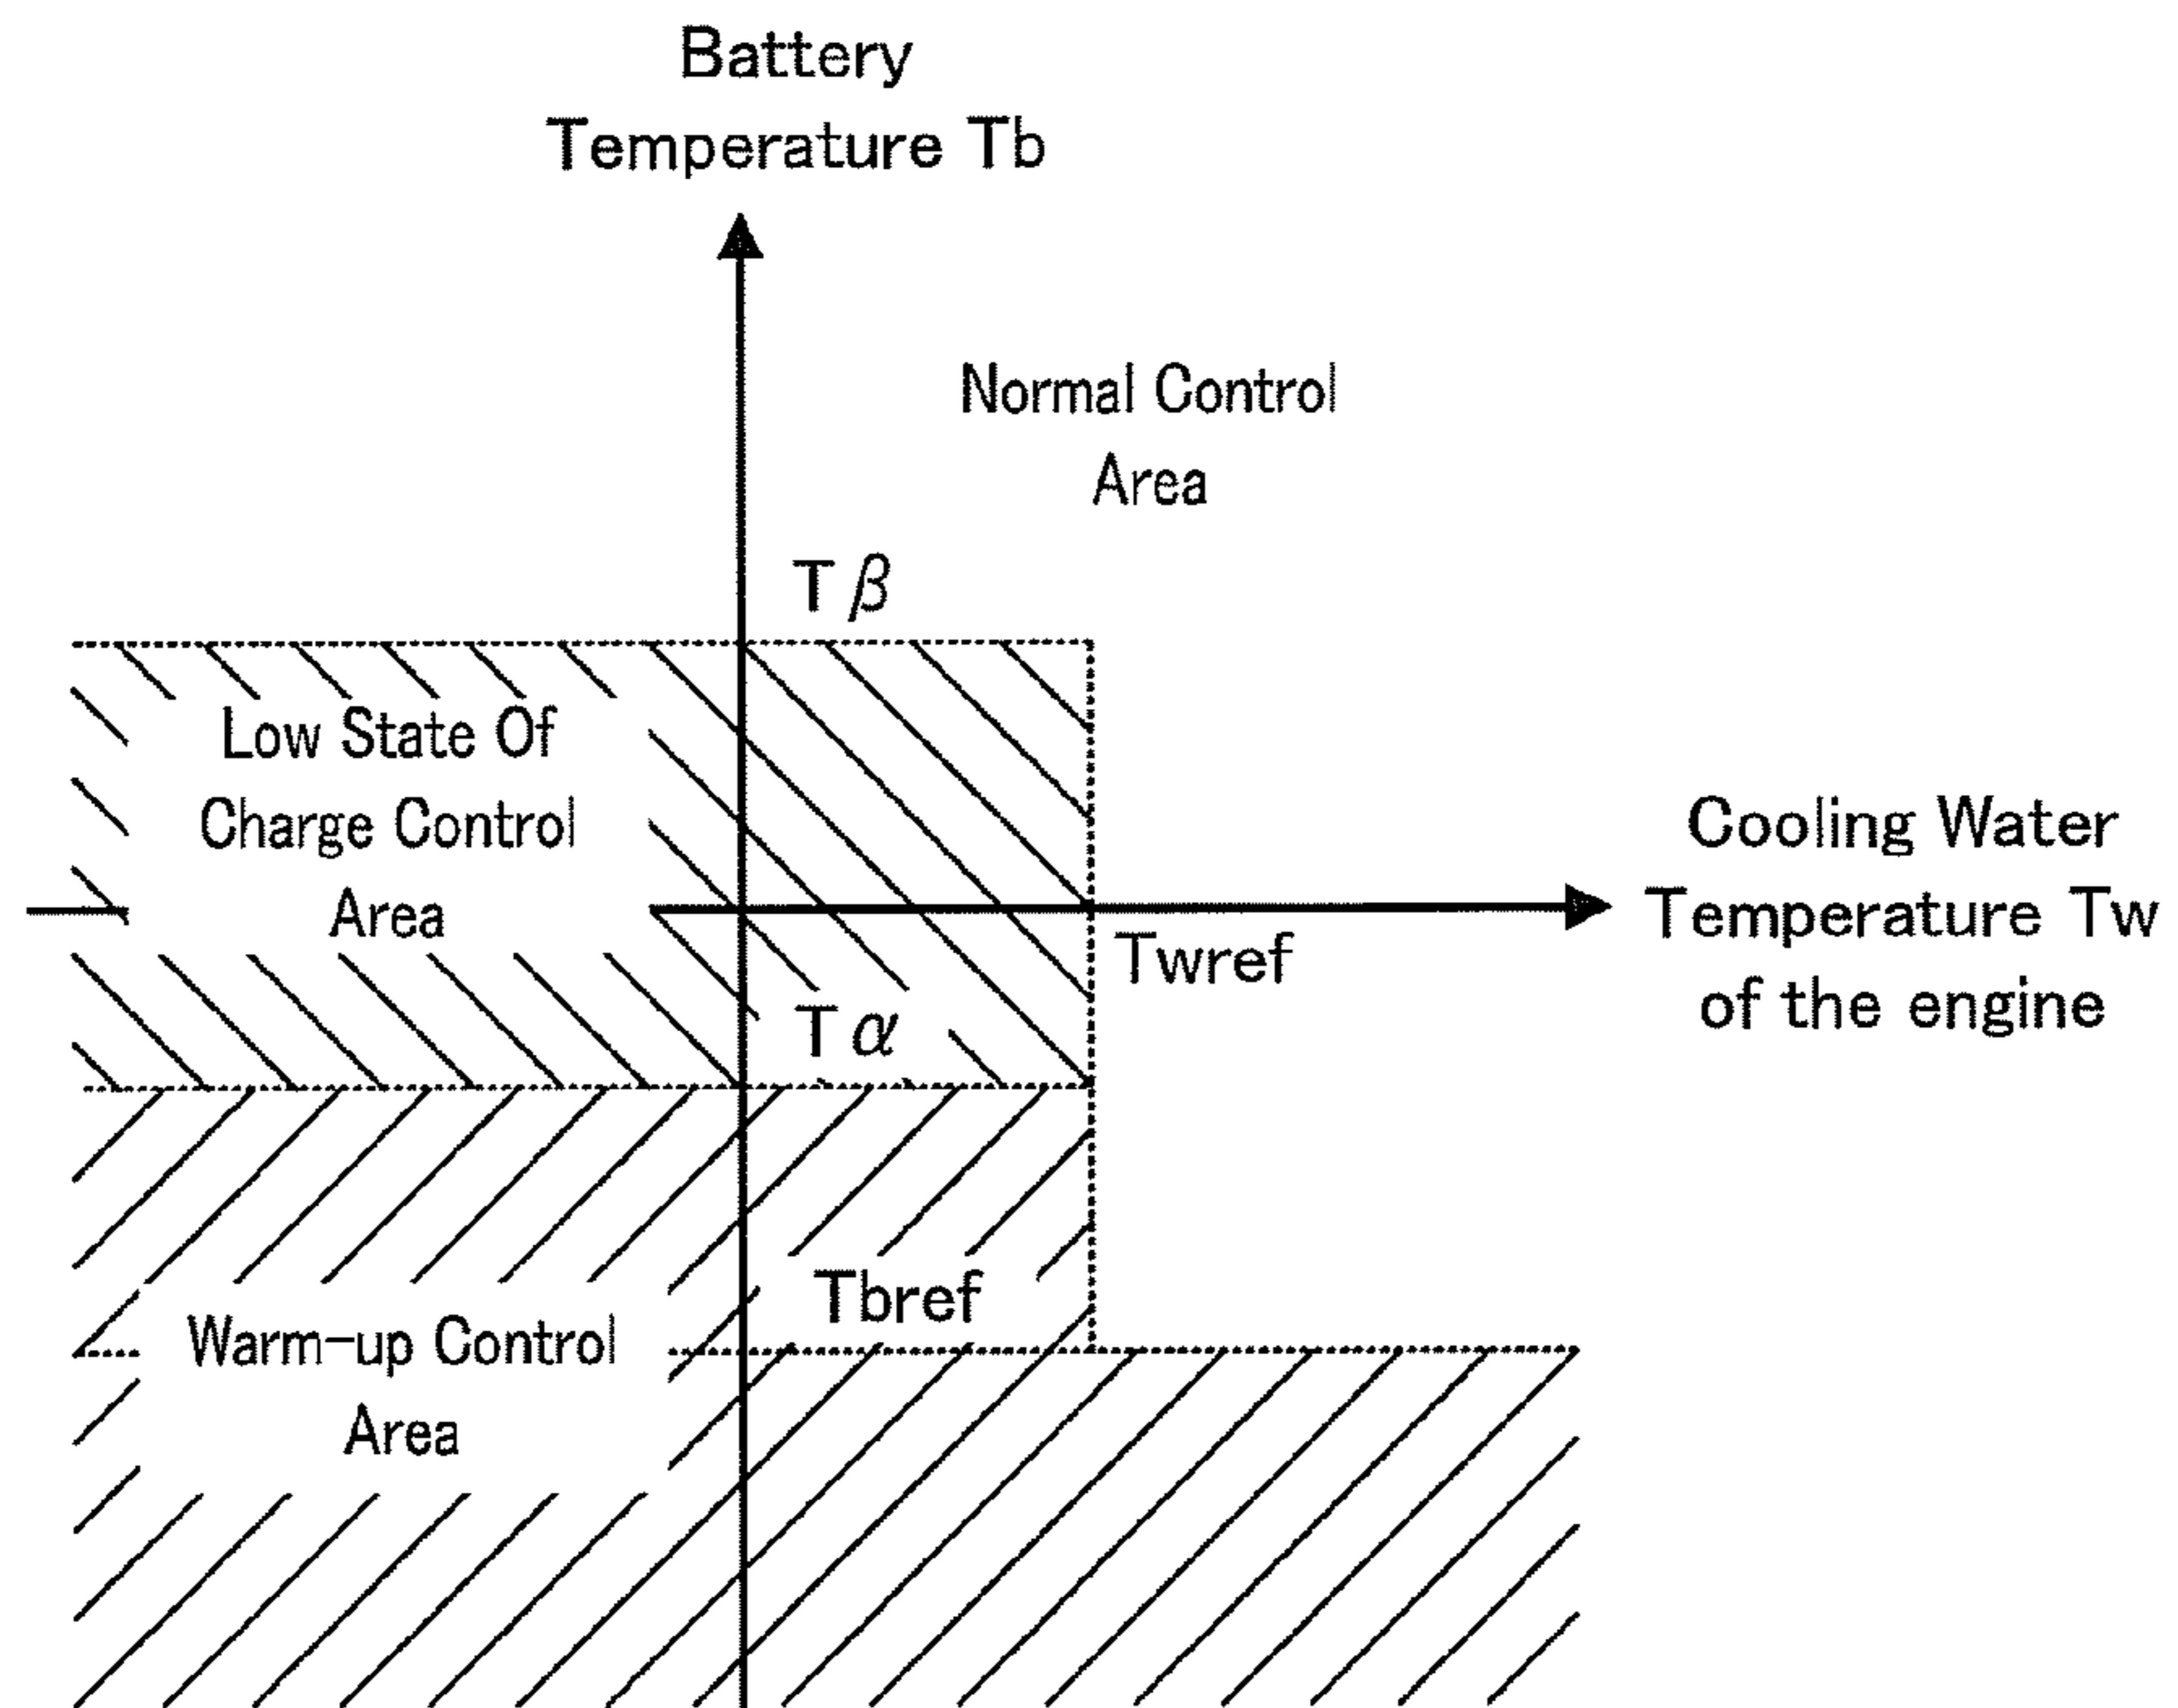 Battery
Temperature Tb
Normal Control
Area
Tβ
Low State Of
Charge Control
Area
Cooling Water
Temperature Tw
of the engine
Twref
Tα
Tbref
Warm-up Control
Area